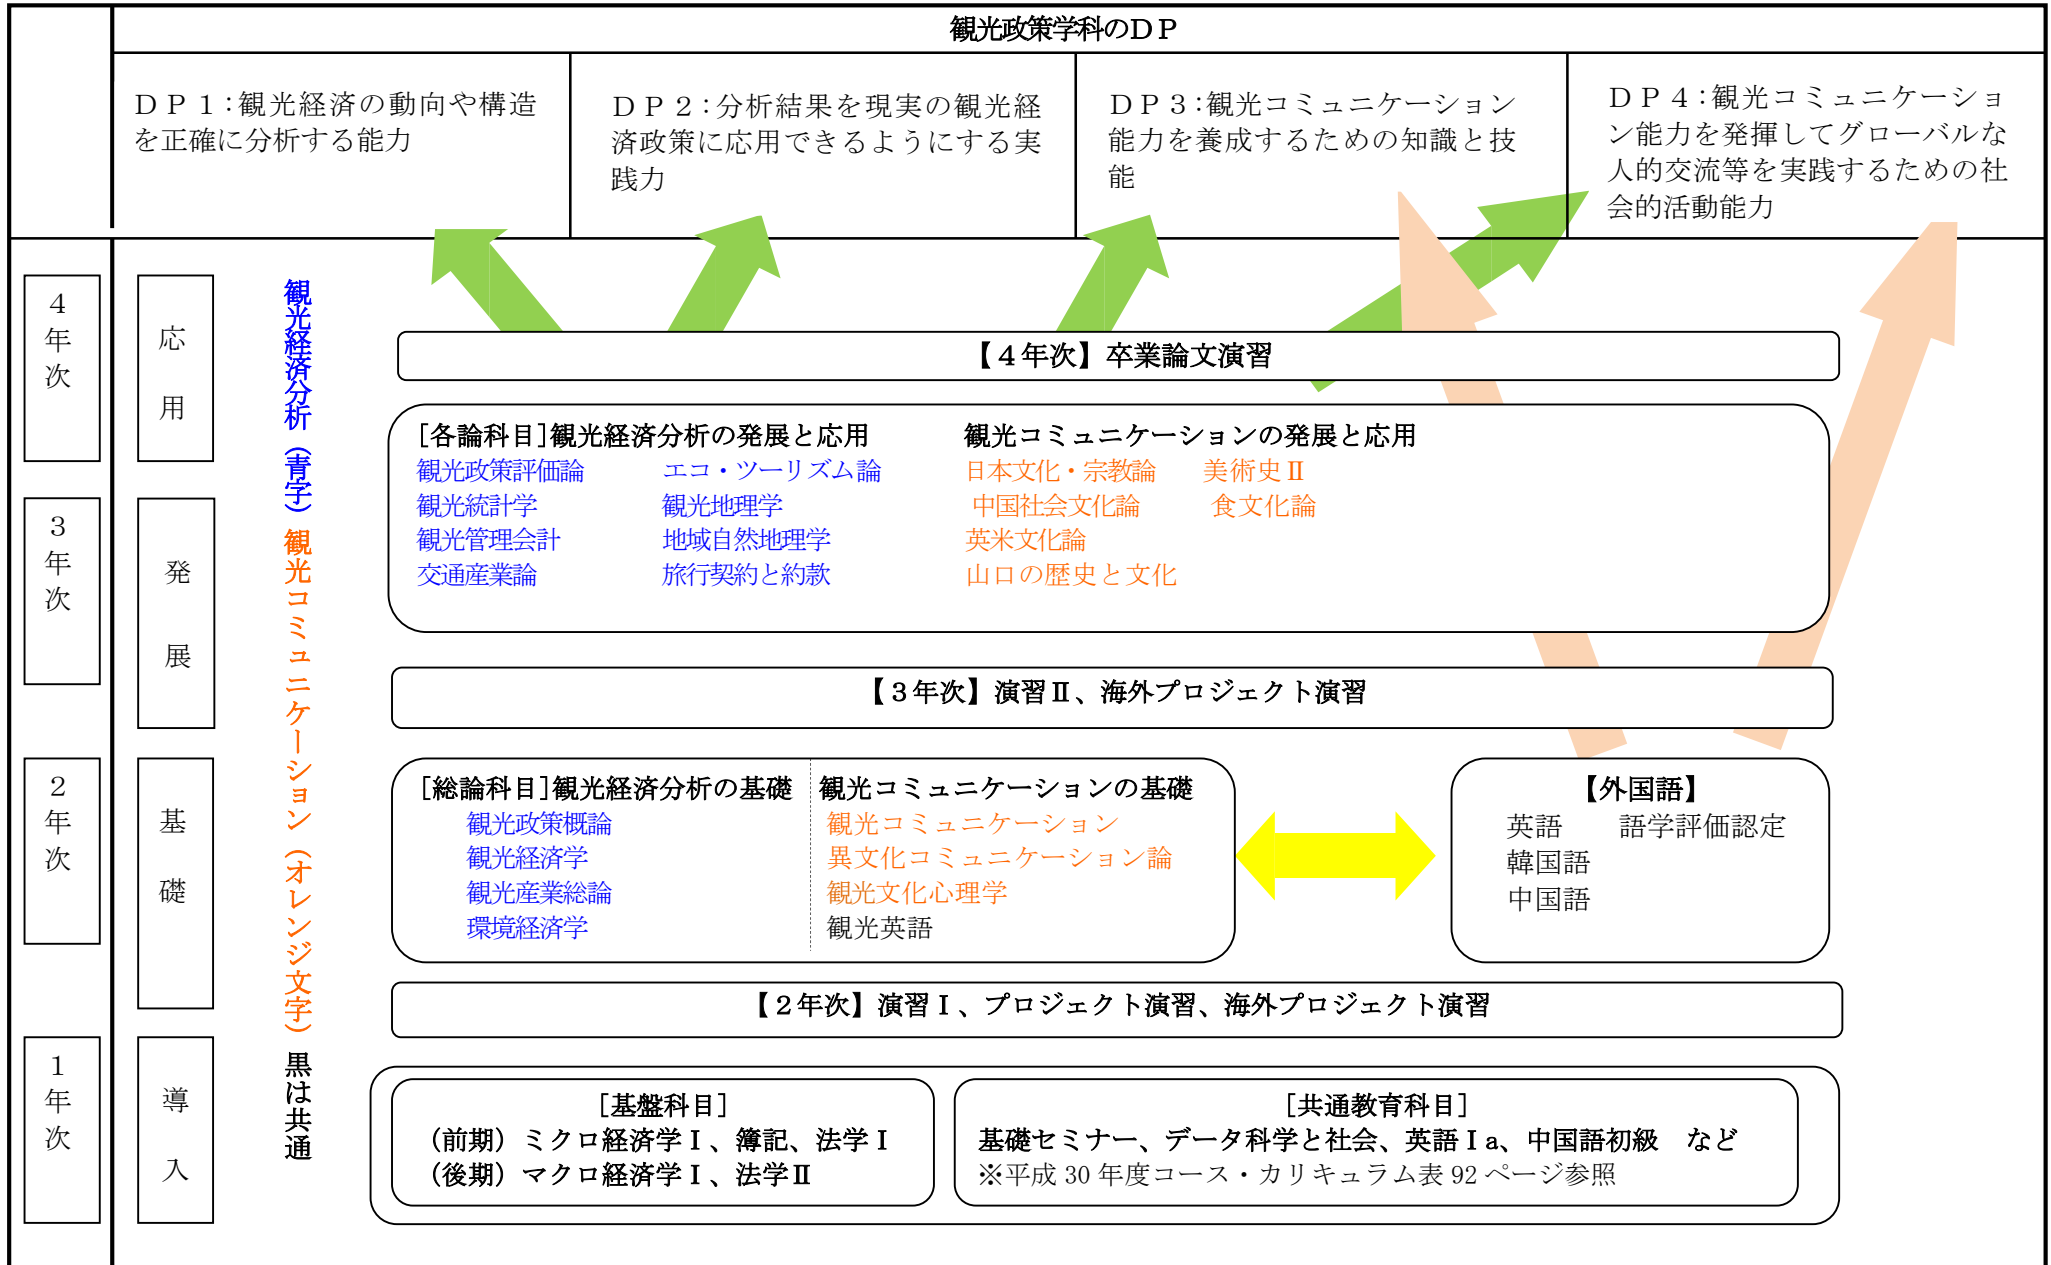 観光政策学科のＤＰ
ＤＰ１：観光経済の動向や構造
を正確に分析する能力
ＤＰ２：分析結果を現実の観光経
済政策に応用できるようにする実
践力
ＤＰ３：観光コミュニケーション
能力を養成するための知識と技
能
ＤＰ４：観光コミュニケーショ
ン能力を発揮してグローバルな
人的交流等を実践するための社
会的活動能力
４年次
応用
３年次
発展
２年次
基礎
１年次
導入
観光経済分析（青字）観光コミュニケーション（オレンジ文字）黒は共通
【４年次】卒業論文演習
［各論科目］観光経済分析の発展と応用　観光コミュニケーションの発展と応用
観光政策評価論　エコ・ツーリズム論　日本文化・宗教論　美術史Ⅱ
観光統計学　観光地理学　中国社会文化論　食文化論
観光管理会計　地域自然地理学　英米文化論
交通産業論　旅行契約と約款　山口の歴史と文化
【３年次】演習Ⅱ、海外プロジェクト演習
［総論科目］観光経済分析の基礎
観光政策概論
観光経済学
観光産業総論
環境経済学
観光コミュニケーションの基礎
観光コミュニケーション
異文化コミュニケーション論
観光文化心理学
観光英語
【外国語】
英語　語学評価認定
韓国語
中国語
【２年次】演習Ⅰ、プロジェクト演習、海外プロジェクト演習
［基盤科目］
（前期）ミクロ経済学Ⅰ、簿記、法学Ⅰ
（後期）マクロ経済学Ⅰ、法学Ⅱ
［共通教育科目］
基礎セミナー、データ科学と社会、英語Ⅰa、中国語初級　など
※平成 30 年度コース・カリキュラム表 92 ページ参照